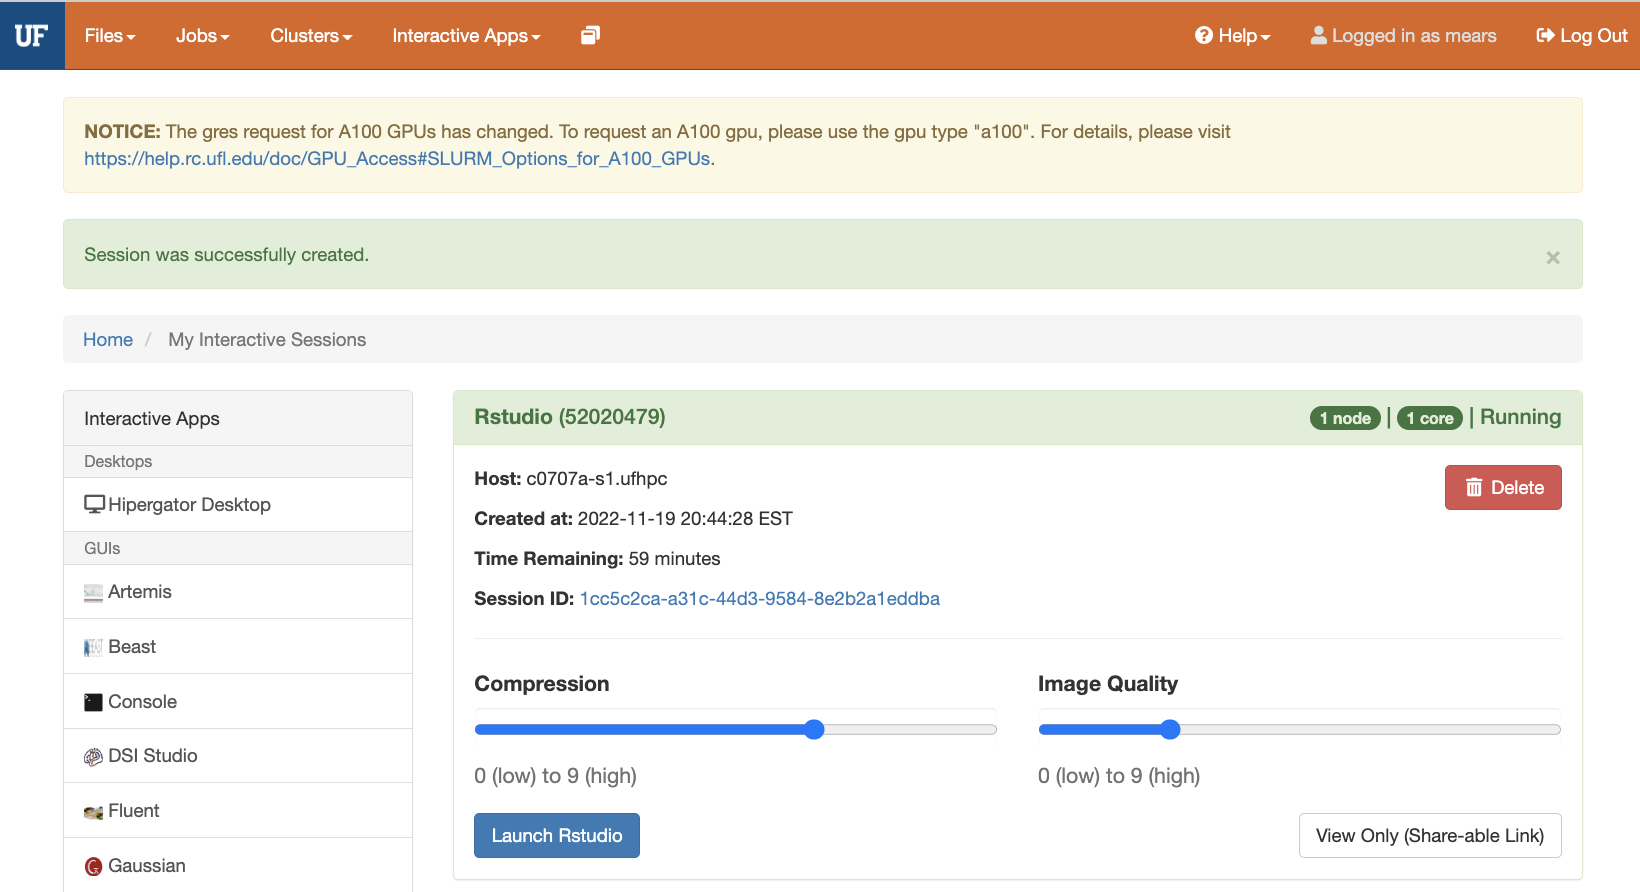 UF Files Jobs Clusters Interactive Apps Help Logged in as mears Log Out
NOTICE: The gres request for A100 GPUs has changed. To request an A100 gpu, please use the gpu type "a100". For details, please visit
https://help.rc.ufl.edu/doc/GPU_Access#SLURM_Options_for_A100_GPUs.
Session was successfully created.
×
Home / My Interactive Sessions
Interactive Apps
Desktops
Hipergator Desktop
GUIs
Artemis
Beast
Console
DSI Studio
Fluent
Gaussian
Rstudio (52020479) 1 node | 1 core | Running
Host: c0707a-s1.ufhpc
Delete
Created at: 2022-11-19 20:44:28 EST
Time Remaining: 59 minutes
Session ID: 1cc5c2ca-a31c-44d3-9584-8e2b2a1eddba
Compression
0 (low) to 9 (high)
Image Quality
0 (low) to 9 (high)
Launch Rstudio
View Only (Share-able Link)